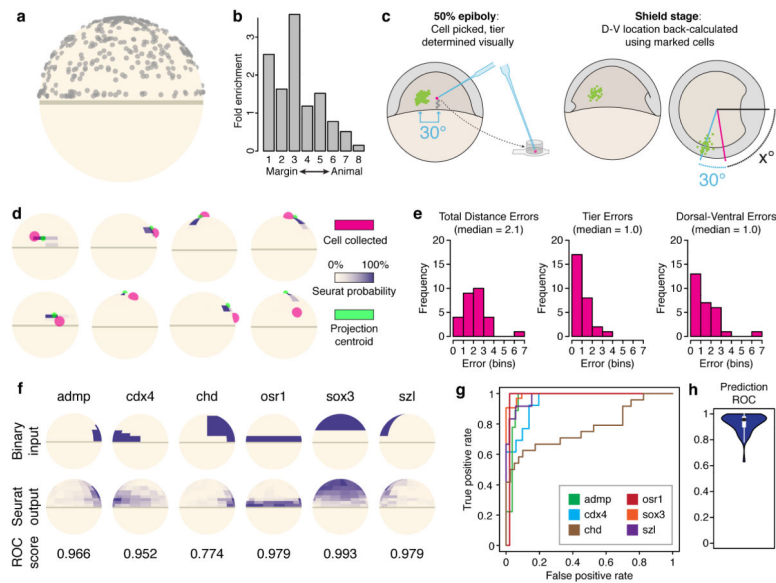 a
b
Fold enrichment
0 1 2 3
1 2 3 4 5 6 7 8
Margin Animal
c
50% epiboly:
Cell picked, tier
determined visually
30°
Shield stage:
D-V location back-calculated
using marked cells
30°
X°
d
Cell collected
0% 100%
Seurat probability
Projection
centroid
e
Total Distance Errors
(median = 2.1)
Frequency
20
15
10
5
0
0 1 2 3 4 5 6 7
Error (bins)
Tier Errors
(median = 1.0)
Frequency
20
15
10
5
0
0 1 2 3 4 5 6 7
Error (bins)
Dorsal-Ventral Errors
(median = 1.0)
Frequency
20
15
10
5
0
0 1 2 3 4 5 6 7
Error (bins)
f
admp cdx4 chd osr1 sox3 szl
Binary
input
Seurat
output
ROC
score
0.966 0.952 0.774 0.979 0.993 0.979
g
True positive rate
1
0.8
0.6
0.4
0.2
0
admp
cdx4
chd
osr1
sox3
szl
0 0.2 0.4 0.6 0.8 1
False positive rate
h
Prediction
ROC
1
0.8
0.6
0.4
0.2
0